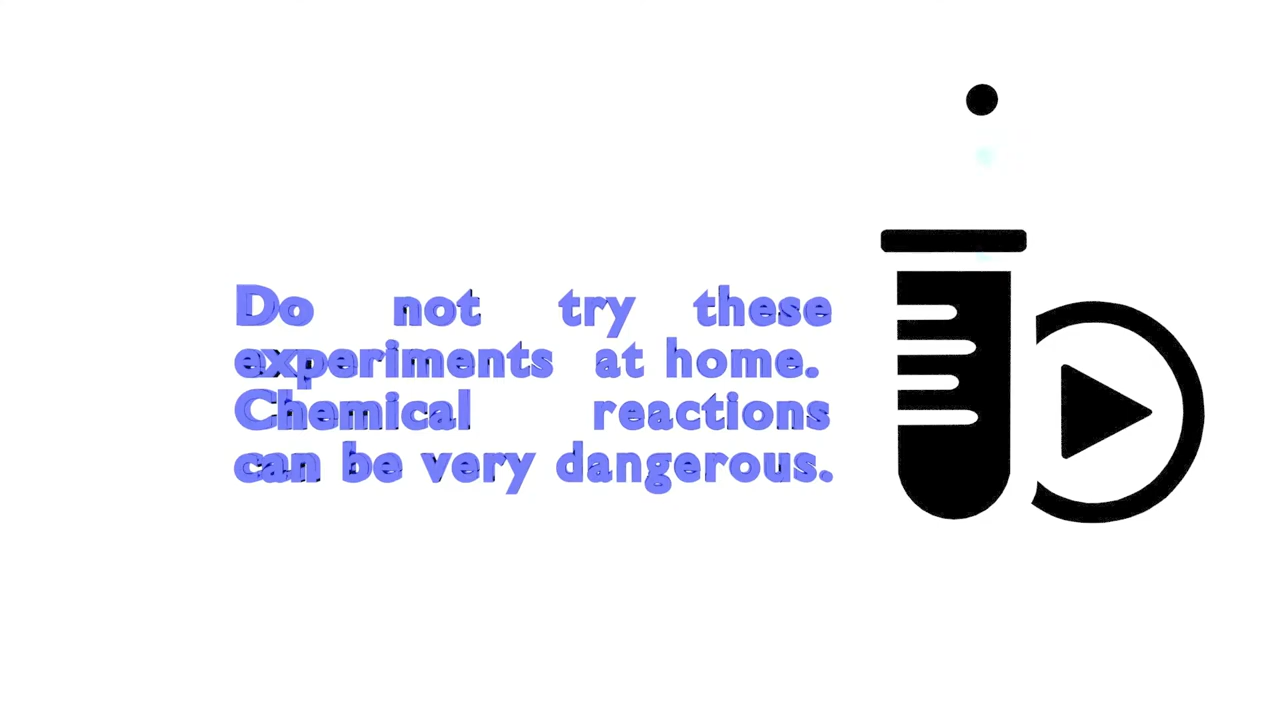 Do not try these
experiments at home.
Chemical reactions
can be very dangerous.